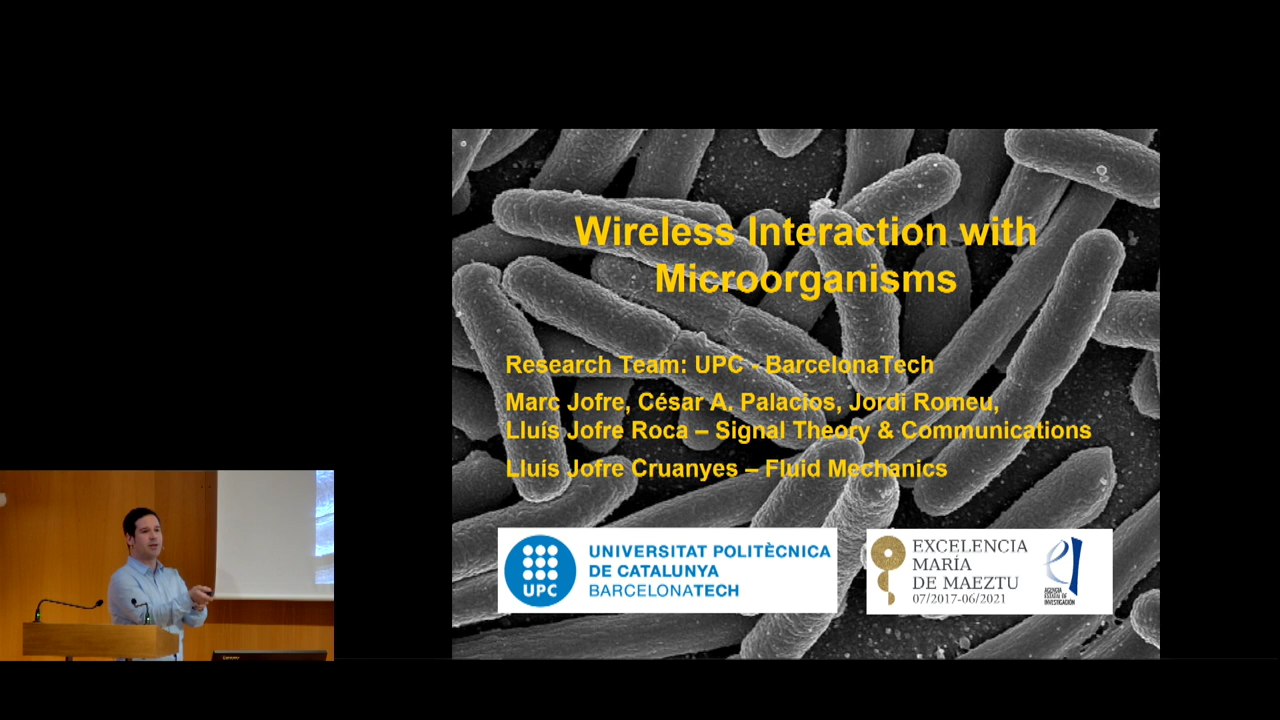 Wireless Interaction with
Microorganisms
Research Team: UPC - BarcelonaTech
Marc Jofre, César A. Palacios, Jordi Romeu,
Lluís Jofre Roca – Signal Theory & Communications
Lluís Jofre Cruanyes – Fluid Mechanics
UPC
UNIVERSITAT POLITÈCNICA
DE CATALUNYA
BARCELONATECH
EXCELENCIA
MARÍA
DE MAEZTU
07/2017-06/2021
AGENCIA
ESTATAL DE
INVESTIGACIÓN